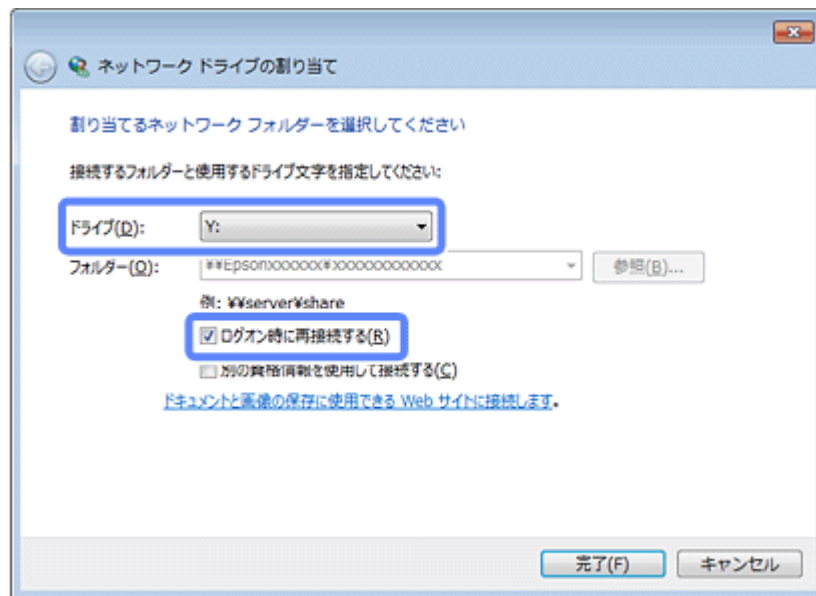 ネットワーク ドライブの割り当て
割り当てるネットワーク フォルダーを選択してください
接続するフォルダーと使用するドライブ文字を指定してください:
ドライブ(D): Y:
フォルダー(O): ¥¥Epsonxxxxxx¥xxxxxxxxxxxxx 参照(B)...
例: ¥¥server¥share
ログオン時に再接続する(R)
別の資格情報を使用して接続する(C)
ドキュメントと画像の保存に使用できる Web サイトに接続します。
完了(F) キャンセル